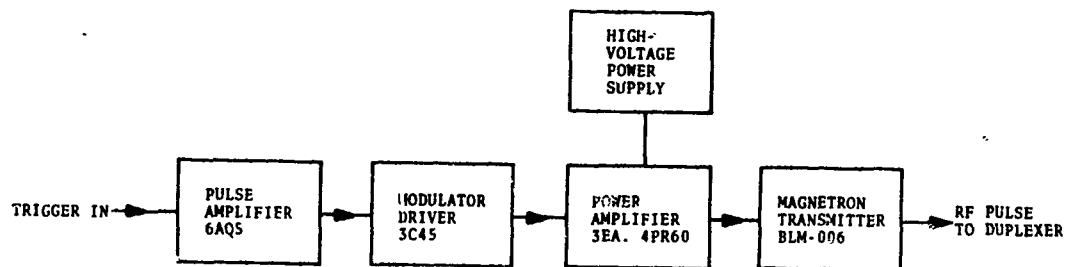 HIGH-
VOLTAGE
POWER
SUPPLY
TRIGGER IN
PULSE
AMPLIFIER
6AQ5
MODULATOR
DRIVER
3C45
POWER
AMPLIFIER
3EA. 4PR60
MAGNETRON
TRANSMITTER
BLM-006
RF PULSE
TO DUPLEXER